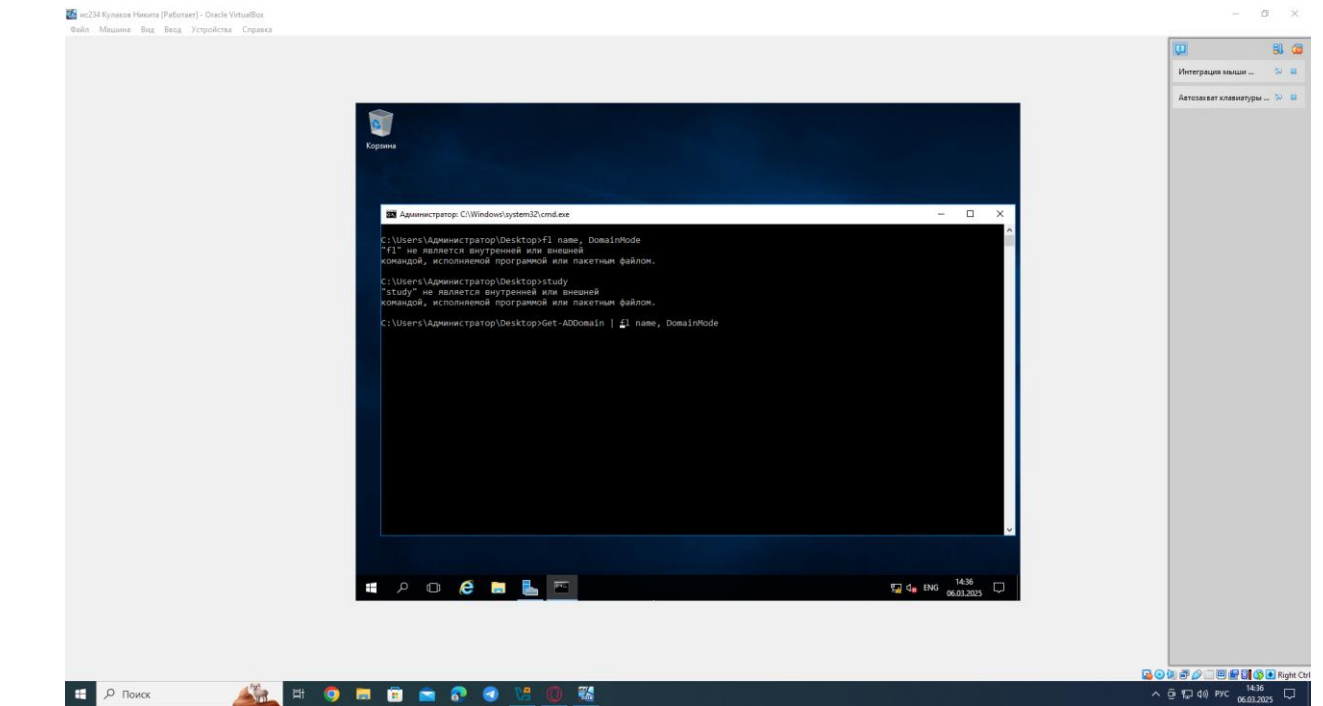 ис234 Кулаков Никита [Работает] - Oracle VirtualBox
Файл Машина Вид Ввод Устройства Справка
Интеграция мыши ...
Автозахват клавиатуры ...
Корзина
Администратор: C:\Windows\system32\cmd.exe
C:\Users\Администратор\Desktop>fl name, DomainMode
"fl" не является внутренней или внешней
командой, исполняемой программой или пакетным файлом.
C:\Users\Администратор\Desktop>study
"study" не является внутренней или внешней
командой, исполняемой программой или пакетным файлом.
C:\Users\Администратор\Desktop>Get-ADDomain | fl name, DomainMode
ENG
14:36
06.03.2025
Right Ctrl
Поиск
РУС
14:36
06.03.2025